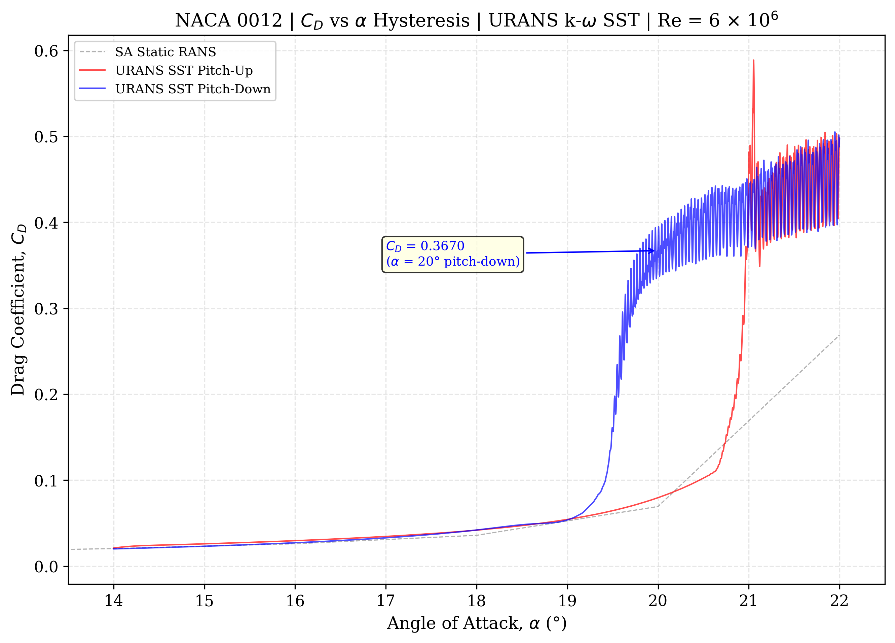 NACA 0012 | C_D vs α Hysteresis | URANS k-ω SST | Re = 6 × 10⁶
SA Static RANS
URANS SST Pitch-Up
URANS SST Pitch-Down
0.6
0.5
0.4
0.3
0.2
0.1
0.0
Drag Coefficient, C_D
C_D = 0.3670
(α = 20° pitch-down)
14 15 16 17 18 19 20 21 22
Angle of Attack, α (°)